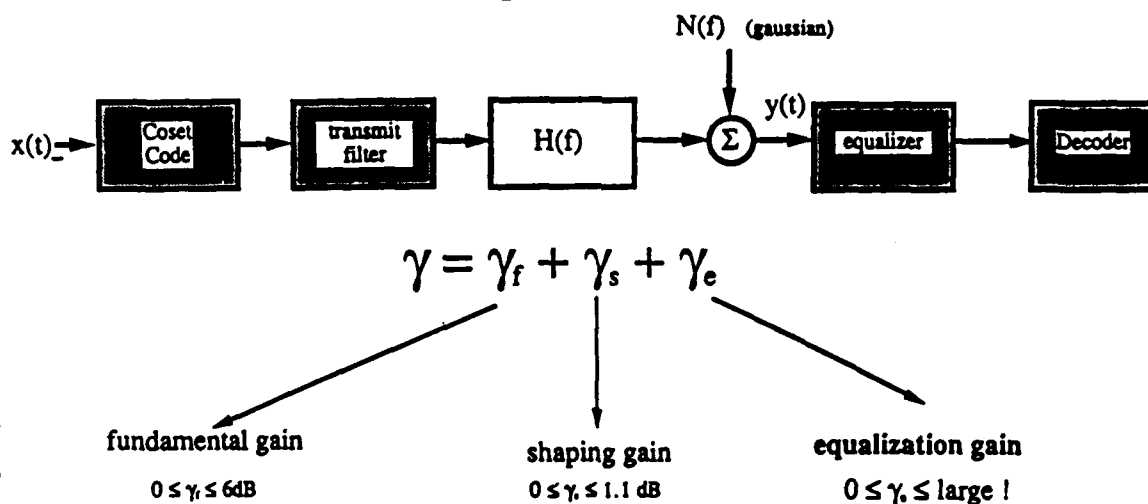 N(f) (gaussian)
x(t)
Coset
Code
transmit
filter
H(f)
Σ
y(t)
equalizer
Decoder
γ = γf + γs + γe
fundamental gain
0 ≤ γf ≤ 6dB
shaping gain
0 ≤ γs ≤ 1.1 dB
equalization gain
0 ≤ γe ≤ large !